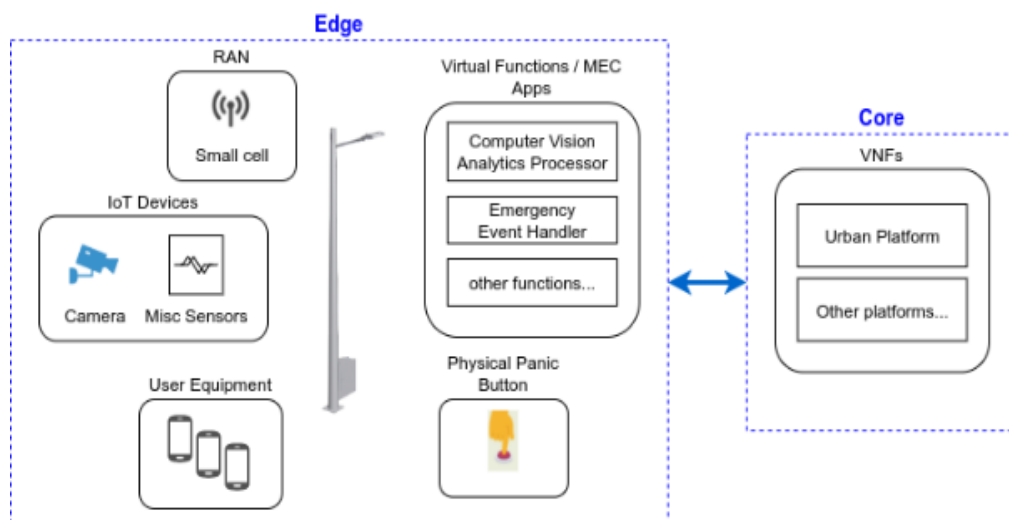 Edge
RAN
Small cell
IoT Devices
Camera
Misc Sensors
User Equipment
Virtual Functions / MEC
Apps
Computer Vision
Analytics Processor
Emergency
Event Handler
other functions...
Physical Panic
Button
Core
VNFs
Urban Platform
Other platforms...